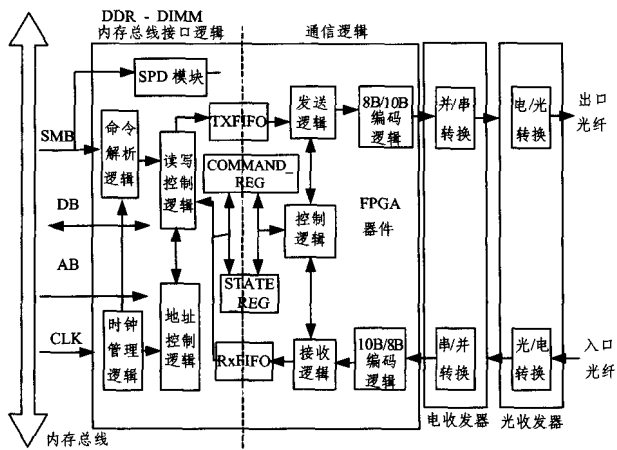 DDR - DIMM
内存总线接口逻辑
通信逻辑
SPD 模块
SMB
命令
解析
逻辑
读写
控制
逻辑
TXFIFO
发送
逻辑
8B/10B
编码
逻辑
并/串
转换
电/光
转换
出口
光纤
COMMAND_
REG
DB
控制
逻辑
FPGA
器件
AB
STATE
_REG
CLK
时钟
管理
逻辑
地址
控制
逻辑
RxFIFO
接收
逻辑
10B/8B
编码
逻辑
串/并
转换
光/电
转换
入口
光纤
内存总线
电收发器
光收发器